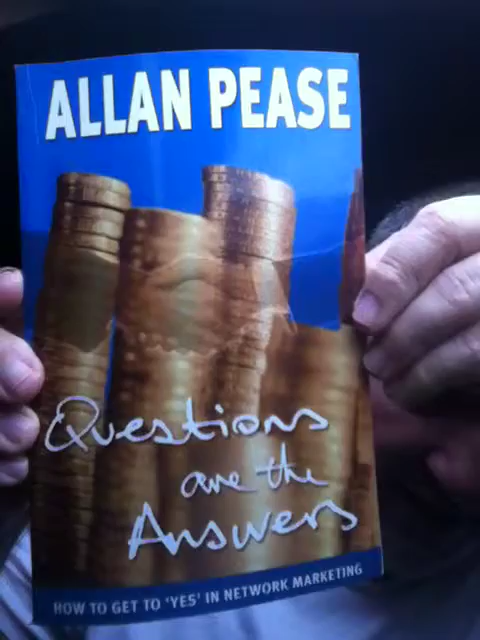 ALLAN PEASE
Questions
are the
Answers
HOW TO GET TO 'YES' IN NETWORK MARKETING